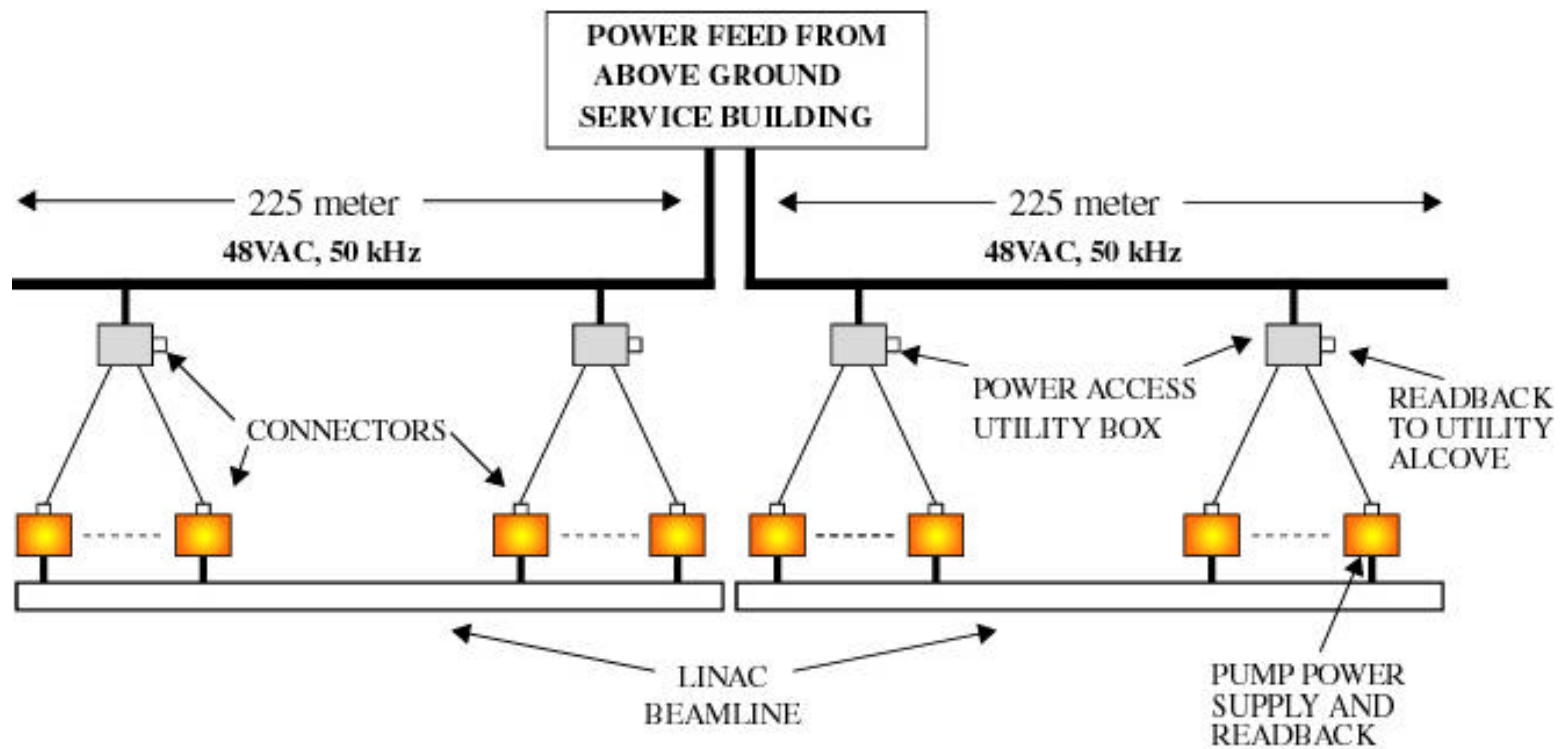 POWER FEED FROM
ABOVE GROUND
SERVICE BUILDING
225 meter
48VAC, 50 kHz
225 meter
48VAC, 50 kHz
CONNECTORS
POWER ACCESS
UTILITY BOX
READBACK
TO UTILITY
ALCOVE
LINAC
BEAMLINE
PUMP POWER
SUPPLY AND
READBACK